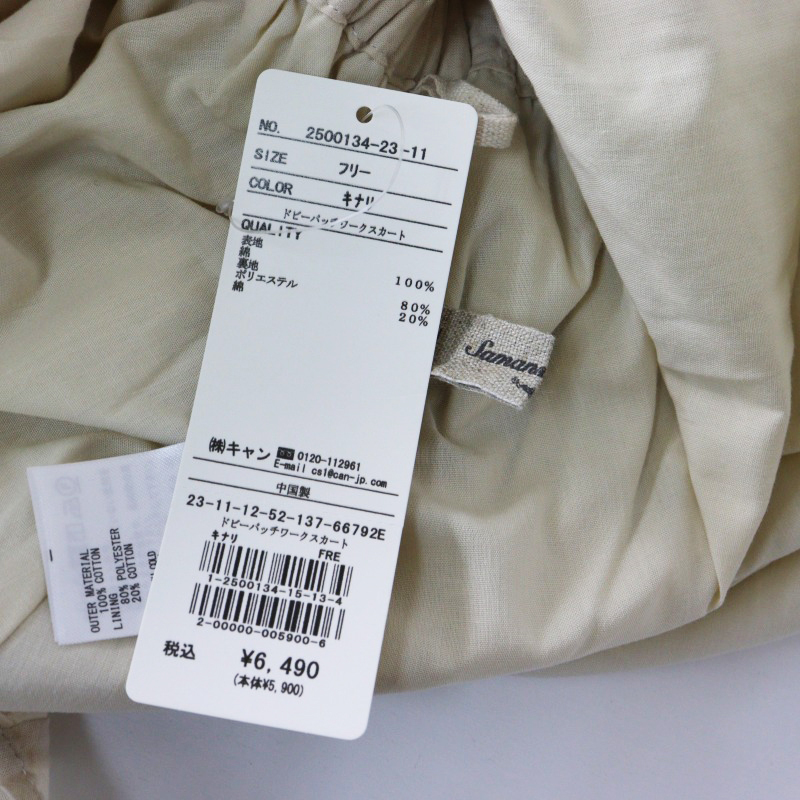 NO. 2500134-23-11
SIZE フリー
COLOR キナリ
ドビーパッチワークスカート
QUALITY
表地
綿 100%
裏地
ポリエステル 80%
綿 20%
㈱キャン 0120-112961
E-mail cs1@can-jp.com
中国製
23-11-12-52-137-66792E
ドビーパッチワークスカート
キナリ FRE
1-2500134-15-13-4
2-00000-005900-6
税込 ¥6,490
(本体¥5,900)
OUTER MATERIAL
100% COTTON
LINING
80% POLYESTER
20% COTTON